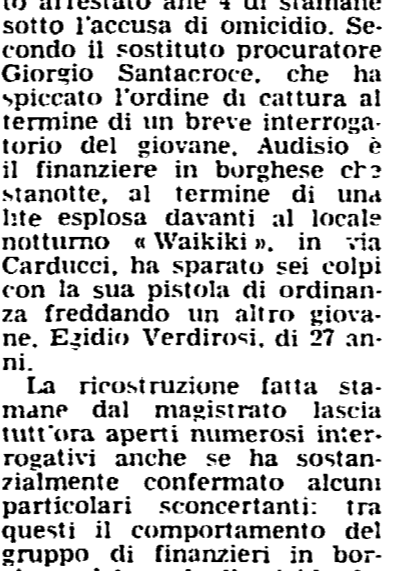 to arrestato alle 4 di stamane
sotto l'accusa di omicidio. Se-
condo il sostituto procuratore
Giorgio Santacroce, che ha
spiccato l'ordine di cattura al
termine di un breve interroga-
torio del giovane, Audisio è
il finanziere in borghese che
stanotte, al termine di una
lite esplosa davanti al locale
notturno « Waikiki », in via
Carducci, ha sparato sei colpi
con la sua pistola di ordinan-
za freddando un altro giova-
ne, Egidio Verdirosi, di 27 an-
ni.
La ricostruzione fatta sta-
mane dal magistrato lascia
tutt'ora aperti numerosi inter-
rogativi anche se ha sostan-
zialmente confermato alcuni
particolari sconcertanti: tra
questi il comportamento del
gruppo di finanzieri in bor-